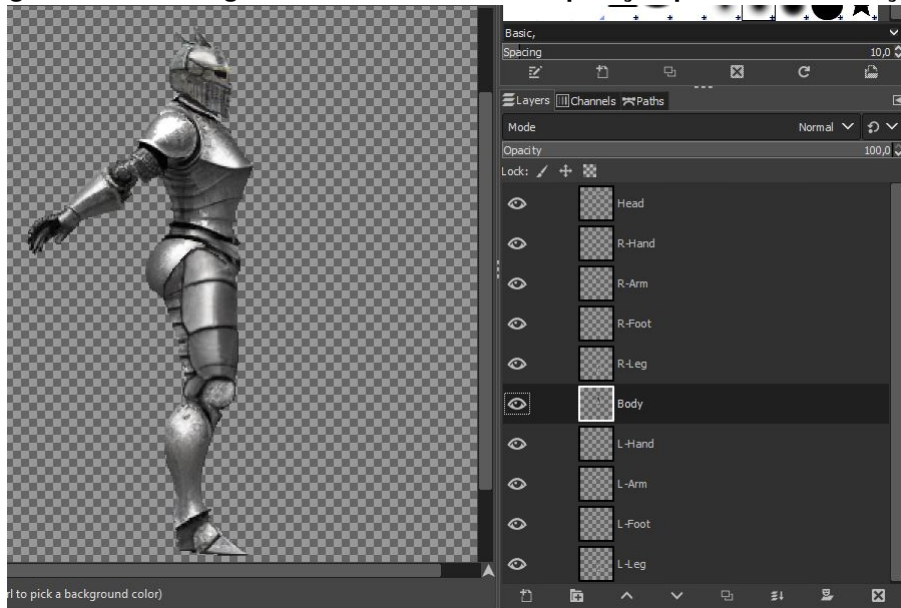 Basic,
Spacing 10,0
Layers Channels Paths
Mode Normal
Opacity 100,0
Lock:
Head
R-Hand
R-Arm
R-Foot
R-Leg
Body
L-Hand
L-Arm
L-Foot
L-Leg
rl to pick a background color)